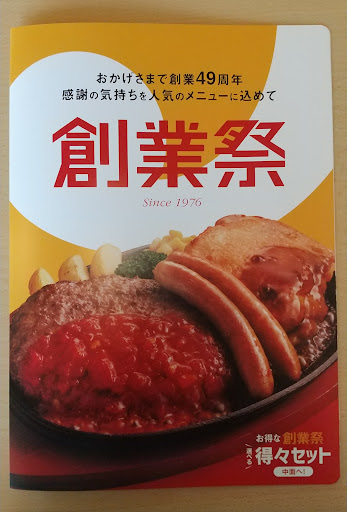 おかげさまで創業49周年
感謝の気持ちを人気のメニューに込めて
創業祭
Since 1976
お得な創業祭
選べる
得々セット
中面へ!